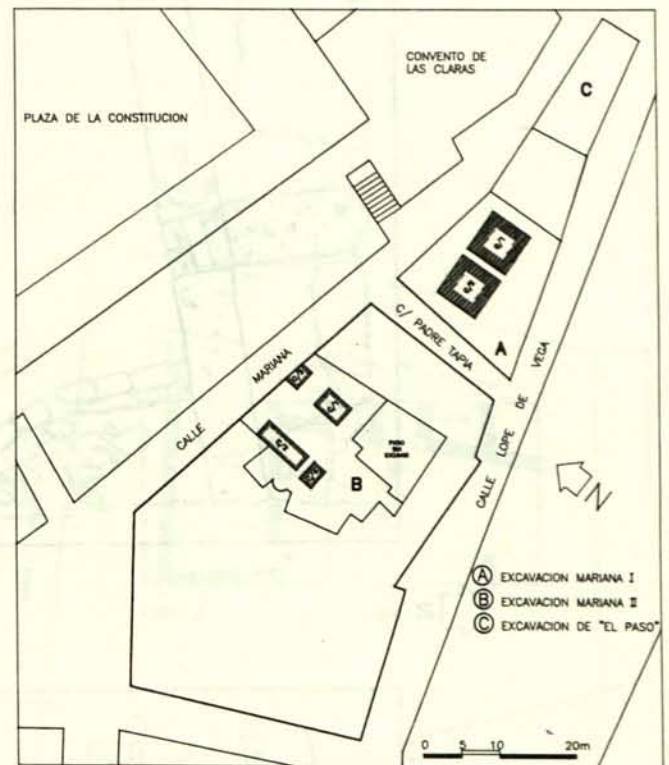 CONVENTO DE
LAS CLARAS
PLAZA DE LA CONSTITUCION
C
C/ PADRE TAPIA
A
CALLE MARIANA
CALLE LOPE DE VEGA
B
N
A EXCAVACION MARIANA I
B EXCAVACION MARIANA II
C EXCAVACION DE "EL PASO"
0 5 10 20m
S
S
S
S